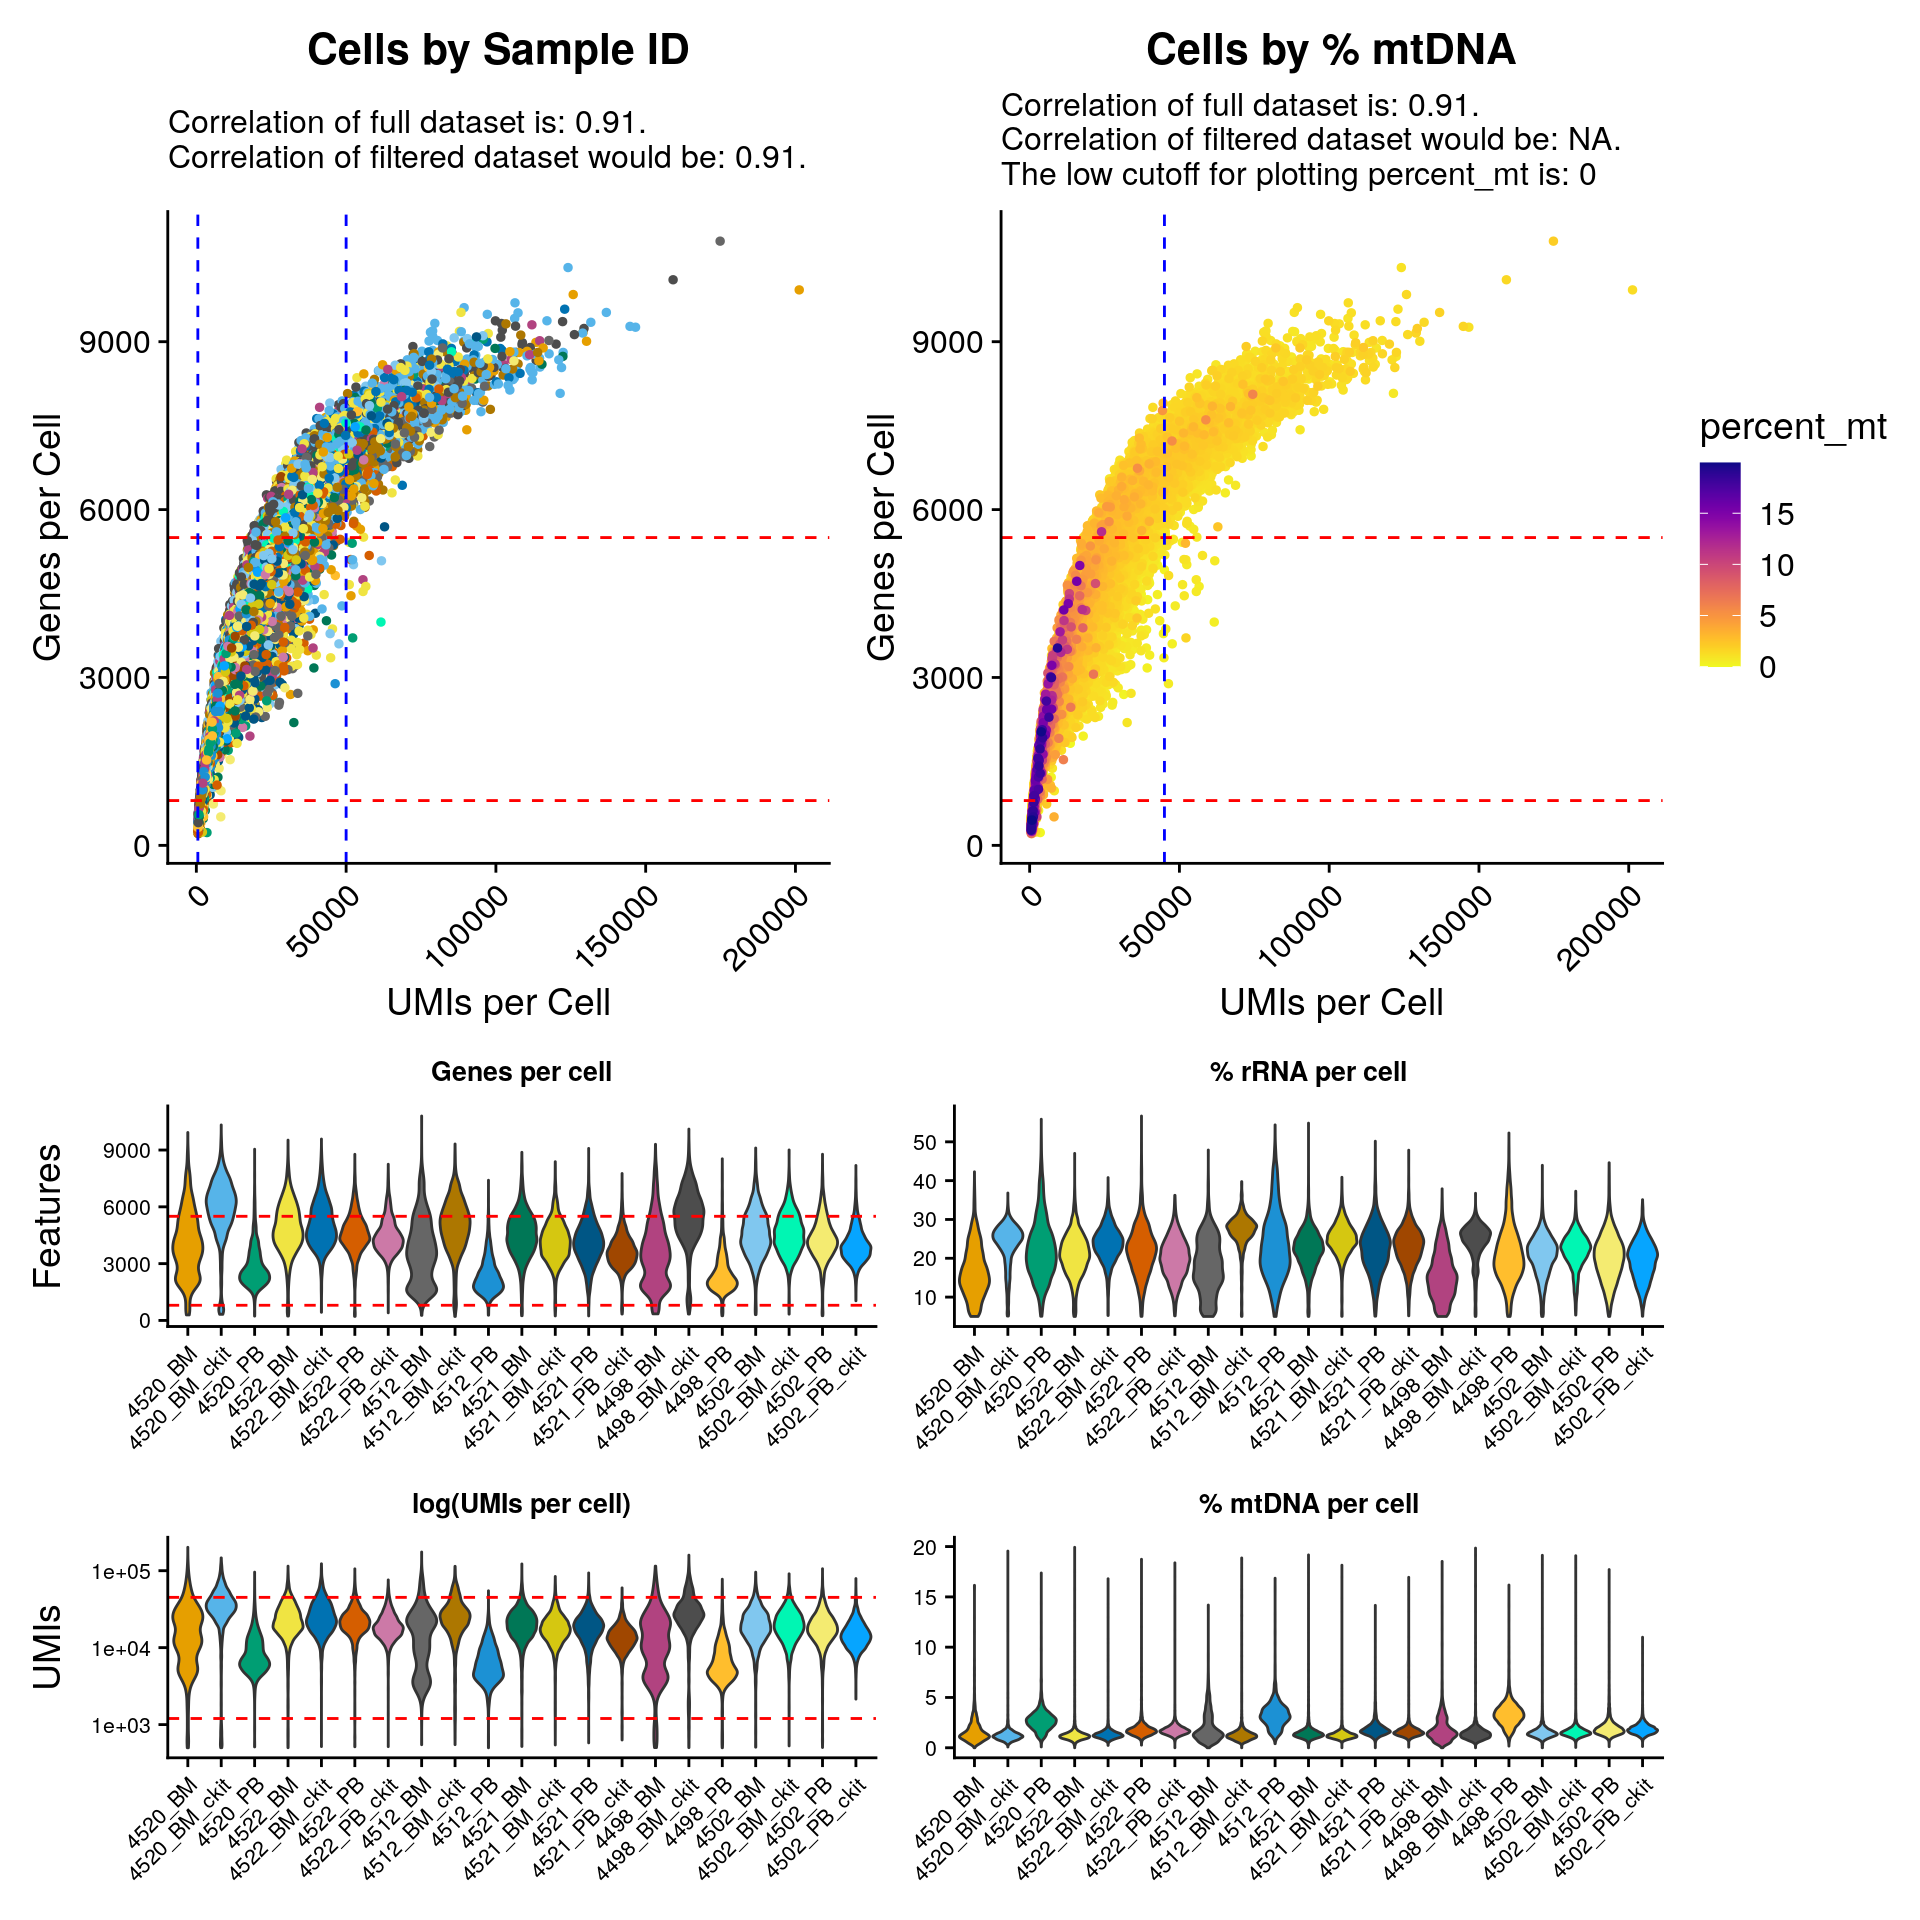 Cells by Sample ID
Correlation of full dataset is: 0.91.
Correlation of filtered dataset would be: 0.91.
Genes per Cell
9000
6000
3000
0
0
50000
100000
150000
200000
UMIs per Cell
Cells by % mtDNA
Correlation of full dataset is: 0.91.
Correlation of filtered dataset would be: NA.
The low cutoff for plotting percent_mt is: 0
Genes per Cell
9000
6000
3000
0
0
50000
100000
150000
200000
UMIs per Cell
percent_mt
15
10
5
0
Genes per cell
Features
9000
6000
3000
0
4520_BM
4520_BM_ckit
4520_PB
4522_BM
4522_BM_ckit
4522_PB
4522_PB_ckit
4512_BM
4512_BM_ckit
4512_PB
4521_BM
4521_BM_ckit
4521_PB
4521_PB_ckit
4498_BM
4498_BM_ckit
4498_PB
4502_BM
4502_BM_ckit
4502_PB
4502_PB_ckit
% rRNA per cell
50
40
30
20
10
4520_BM
4520_BM_ckit
4520_PB
4522_BM
4522_BM_ckit
4522_PB
4522_PB_ckit
4512_BM
4512_BM_ckit
4512_PB
4521_BM
4521_BM_ckit
4521_PB
4521_PB_ckit
4498_BM
4498_BM_ckit
4498_PB
4502_BM
4502_BM_ckit
4502_PB
4502_PB_ckit
log(UMIs per cell)
UMIs
1e+05
1e+04
1e+03
4520_BM
4520_BM_ckit
4520_PB
4522_BM
4522_BM_ckit
4522_PB
4522_PB_ckit
4512_BM
4512_BM_ckit
4512_PB
4521_BM
4521_BM_ckit
4521_PB
4521_PB_ckit
4498_BM
4498_BM_ckit
4498_PB
4502_BM
4502_BM_ckit
4502_PB
4502_PB_ckit
% mtDNA per cell
20
15
10
5
0
4520_BM
4520_BM_ckit
4520_PB
4522_BM
4522_BM_ckit
4522_PB
4522_PB_ckit
4512_BM
4512_BM_ckit
4512_PB
4521_BM
4521_BM_ckit
4521_PB
4521_PB_ckit
4498_BM
4498_BM_ckit
4498_PB
4502_BM
4502_BM_ckit
4502_PB
4502_PB_ckit